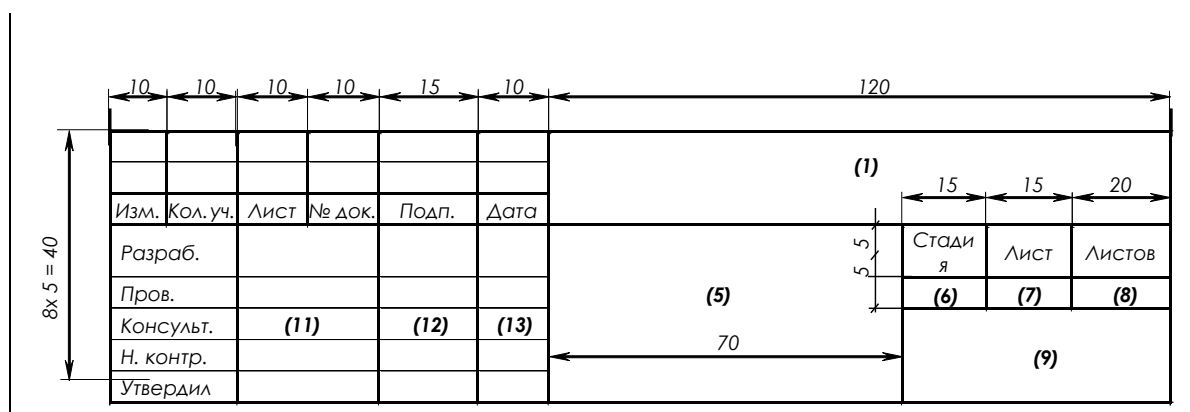 10 10 10 10 15 10 120
(1)
15 15 20
Изм. Кол. уч. Лист № док. Подп. Дата
Разраб. 5 Стади
я Лист Листов
8х 5 = 40
5
Пров. (5) (6) (7) (8)
Консульт. (11) (12) (13)
70
Н. контр. (9)
Утвердил